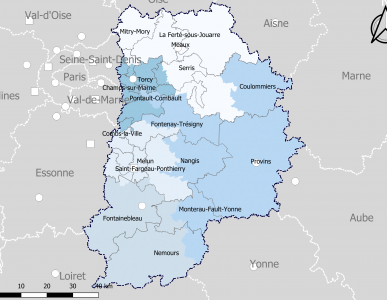 Val-d'Oise
Oise
Aisne
Mitry-Mory
La Ferté-sous-Jouarre
Meaux
Seine-Saint-Denis
Serris
Paris
Torcy
Marne
Champs-sur-Marne
Coulommiers
Pontault-Combault
Val-de-Marne
Fontenay-Trésigny
Combs-la-Ville
Melun
Nangis
Provins
Saint-Fargeau-Ponthierry
Essonne
Montereau-Fault-Yonne
Fontainebleau
Aube
Nemours
Yonne
Loiret
0 10 20 30 40 km